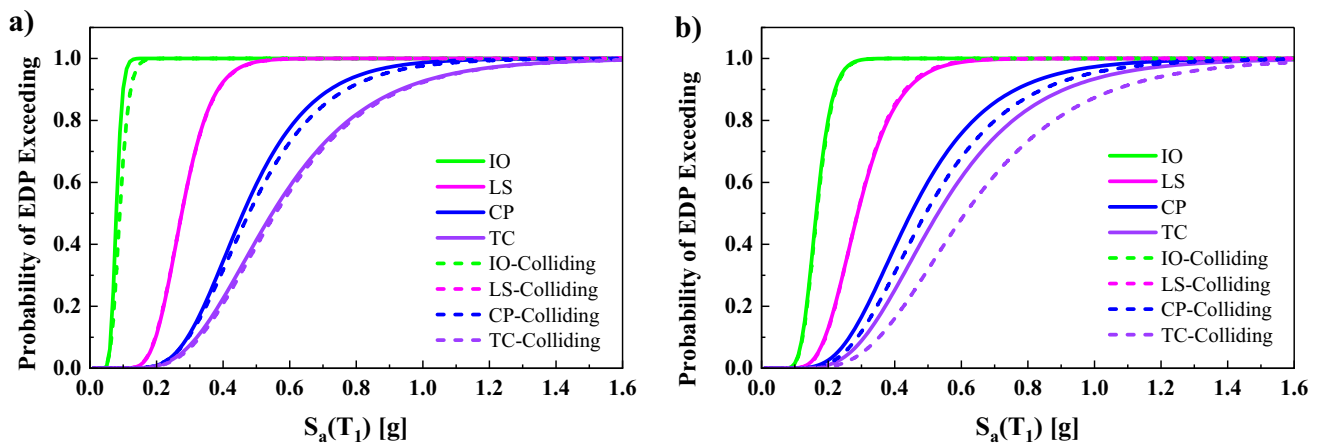 a)
Probability of EDP Exceeding
1.0
0.8
0.6
0.4
0.2
0.0
IO
LS
CP
TC
IO-Colliding
LS-Colliding
CP-Colliding
TC-Colliding
0.0 0.2 0.4 0.6 0.8 1.0 1.2 1.4 1.6
Sa(T1) [g]
b)
Probability of EDP Exceeding
1.0
0.8
0.6
0.4
0.2
0.0
IO
LS
CP
TC
IO-Colliding
LS-Colliding
CP-Colliding
TC-Colliding
0.0 0.2 0.4 0.6 0.8 1.0 1.2 1.4 1.6
Sa(T1) [g]